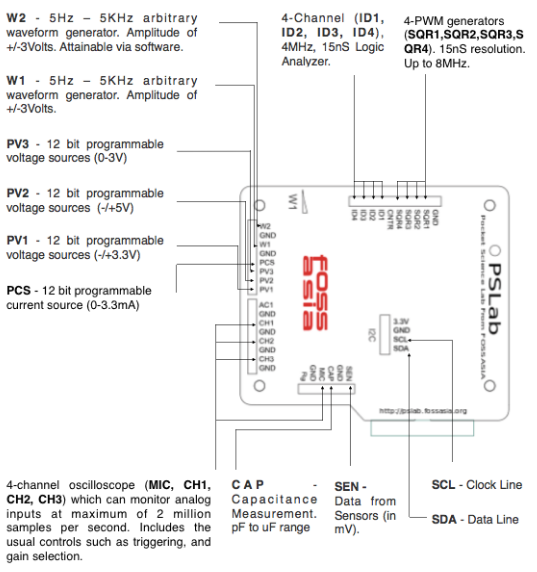 W2 - 5Hz – 5KHz arbitrary
waveform generator. Amplitude of
+/-3Volts. Attainable via software.
W1 - 5Hz – 5KHz arbitrary
waveform generator. Amplitude of
+/-3Volts.
PV3 - 12 bit programmable
voltage sources (0-3V)
PV2 - 12 bit programmable
voltage sources (-/+5V)
PV1 - 12 bit programmable
voltage sources (-/+3.3V)
PCS - 12 bit programmable
current source (0-3.3mA)
4-Channel (ID1,
ID2, ID3, ID4),
4MHz, 15nS Logic
Analyzer.
4-PWM generators
(SQR1,SQR2,SQR3,S
QR4). 15nS resolution.
Up to 8MHz.
W1
ID4
ID3
ID2
ID1
CNTR
SQR4
SQR3
SQR2
SQR1
GND
W2
GND
W1
GND
PCS
PV3
PV2
PV1
AC1
GND
CH1
GND
CH2
GND
CH3
GND
foss
asia
PSLab
Pocket Science Lab From FOSSASIA
I2C
3.3V
GND
SCL
SDA
GND
MIC
CAP
GND
SEN
http://pslab.fossasia.org
4-channel oscilloscope (MIC, CH1,
CH2, CH3) which can monitor analog
inputs at maximum of 2 million
samples per second. Includes the
usual controls such as triggering, and
gain selection.
CAP -
Capacitance
Measurement.
pF to uF range
SEN -
Data from
Sensors (in
mV).
SCL - Clock Line
SDA - Data Line